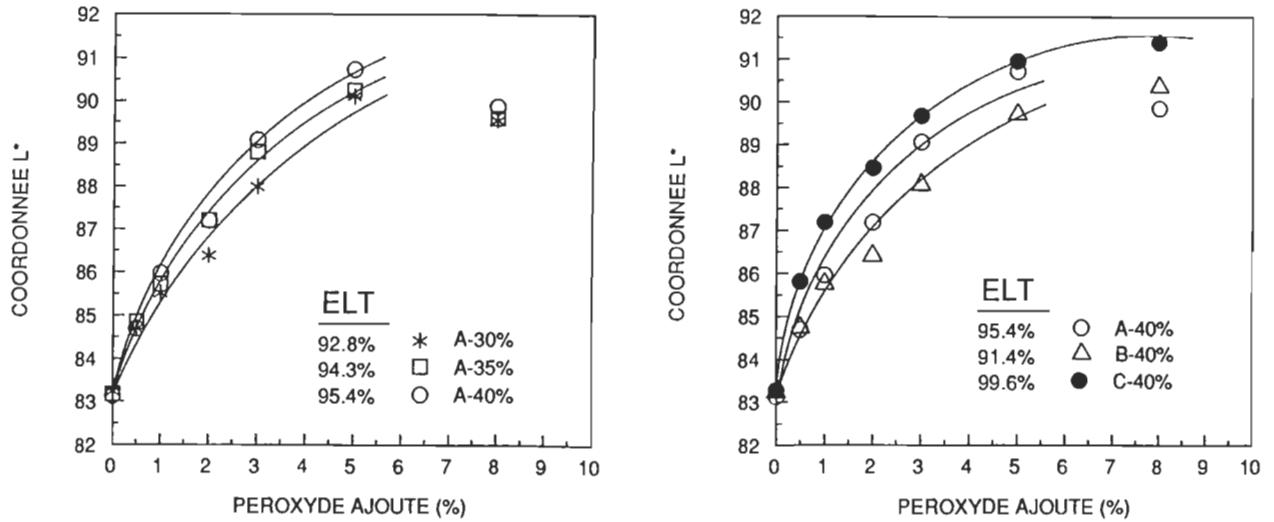 92
91
90
89
88
87
86
85
84
83
82
COORDONNEE L*
0 1 2 3 4 5 6 7 8 9 10
PEROXYDE AJOUTE (%)
ELT
92.8% A-30%
94.3% A-35%
95.4% A-40%
92
91
90
89
88
87
86
85
84
83
82
COORDONNEE L*
0 1 2 3 4 5 6 7 8 9 10
PEROXYDE AJOUTE (%)
ELT
95.4% A-40%
91.4% B-40%
99.6% C-40%